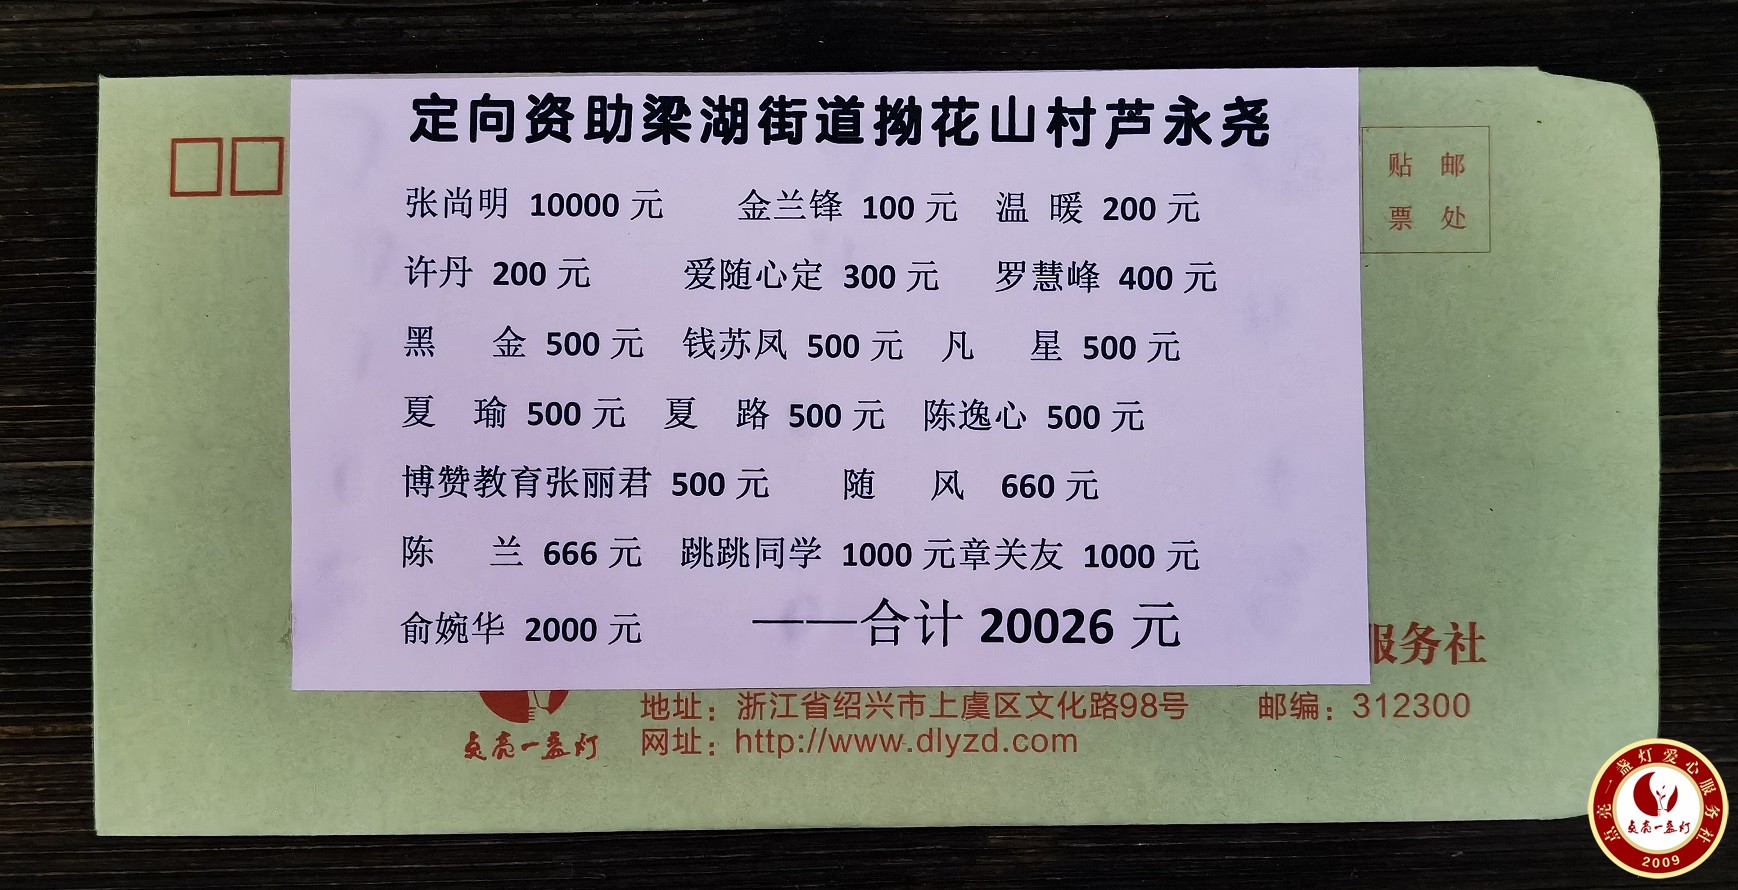 定向资助梁湖街道拗花山村芦永尧
张尚明 10000 元 金兰锋 100 元 温 暖 200 元
许丹 200 元 爱随心定 300 元 罗慧峰 400 元
黑 金 500 元 钱苏凤 500 元 凡 星 500 元
夏 瑜 500 元 夏 路 500 元 陈逸心 500 元
博赞教育张丽君 500 元 随 风 660 元
陈 兰 666 元 跳跳同学 1000 元章关友 1000 元
俞婉华 2000 元 ——合计 20026 元
贴 邮
票 处
服务社
地址：浙江省绍兴市上虞区文化路98号 邮编：312300
网址：http://www.dlyzd.com
点亮一盏灯
点亮一盏灯爱心服务社
点亮一盏灯
2009